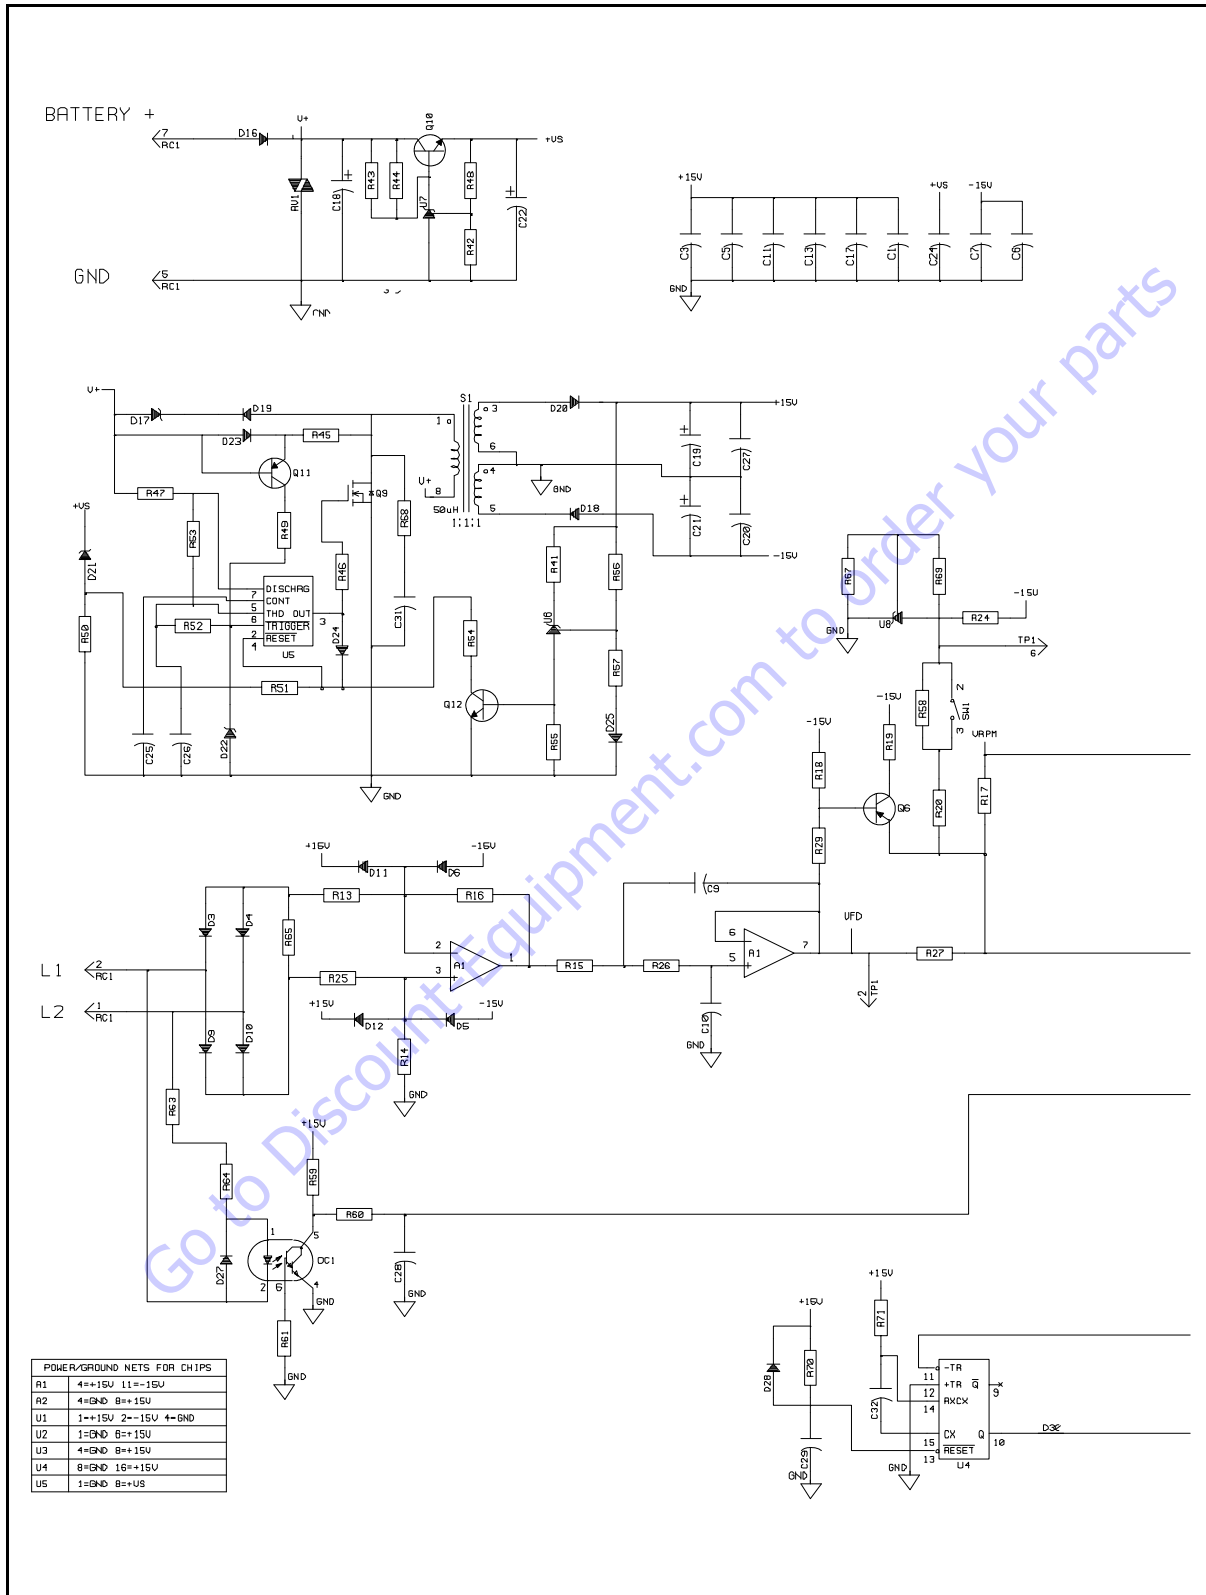 BATTERY +
7
RC1
D16
V+
Q10
+VS
RV1
C18
+
R43
R44
U7
R48
R42
+
C22
GND
5
RC1
GND
+15V
+VS
-15V
C3
C5
C11
C13
C17
C1
C24
C7
C6
GND
V+
D17
D19
D23
R45
Q11
R47
+VS
R53
R49
Q9
R68
D21
R46
DISCHRG
7
CONT
5
THD OUT
3
6
TRIGGER
2
RESET
4
U5
R50
R52
D24
C31
R51
C25
C26
D22
GND
S1
1
3
6
4
5
V+
8
50uH
1:1:1
GND
D20
D18
+15V
+
C19
C27
+
C21
C20
-15V
R41
R56
U6
R54
R57
Q12
R55
D25
R67
R69
U8
GND
-15V
R24
TP1
6
R58
2
SW1
3
-15V
-15V
R19
R18
Q6
R20
VRPM
R17
R29
+15V
-15V
D11
D6
R13
R16
C9
D3
D4
R65
2
A1
1
3
R25
R15
R26
6
A1
7
5
VFD
R27
2
TP1
L1
2
RC1
L2
1
RC1
+15V
-15V
D12
D5
C10
GND
D9
D10
R14
GND
R63
+15V
R64
R59
R60
1
5
OC1
D27
2
6
4
C28
GND
GND
R61
GND
+15V
R71
+15V
D28
R70
-TR
11
+TR
Q
9
12
RXCX
14
C32
CX
Q
10
D3
15
RESET
13
U4
C29
GND
GND
POWER/GROUND NETS FOR CHIPS
A1 4=+15V 11=-15V
A2 4=GND 8=+15V
U1 1=+15V 2=-15V 4=GND
U2 1=GND 6=+15V
U3 4=GND 8=+15V
U4 8=GND 16=+15V
U5 1=GND 8=+VS
Go to Discount-Equipment.com to order your parts